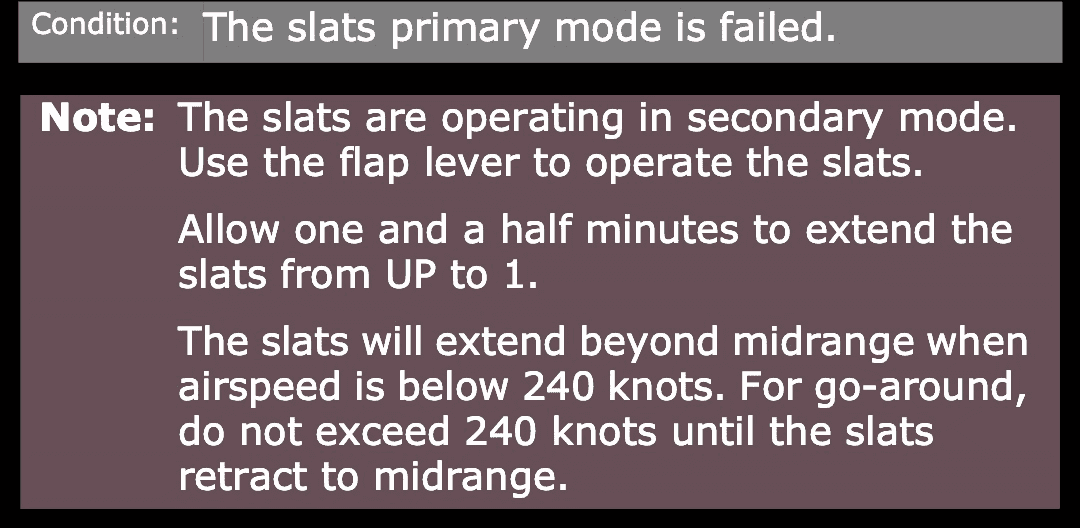 Condition: The slats primary mode is failed.
Note: The slats are operating in secondary mode.
Use the flap lever to operate the slats.
Allow one and a half minutes to extend the
slats from UP to 1.
The slats will extend beyond midrange when
airspeed is below 240 knots. For go-around,
do not exceed 240 knots until the slats
retract to midrange.